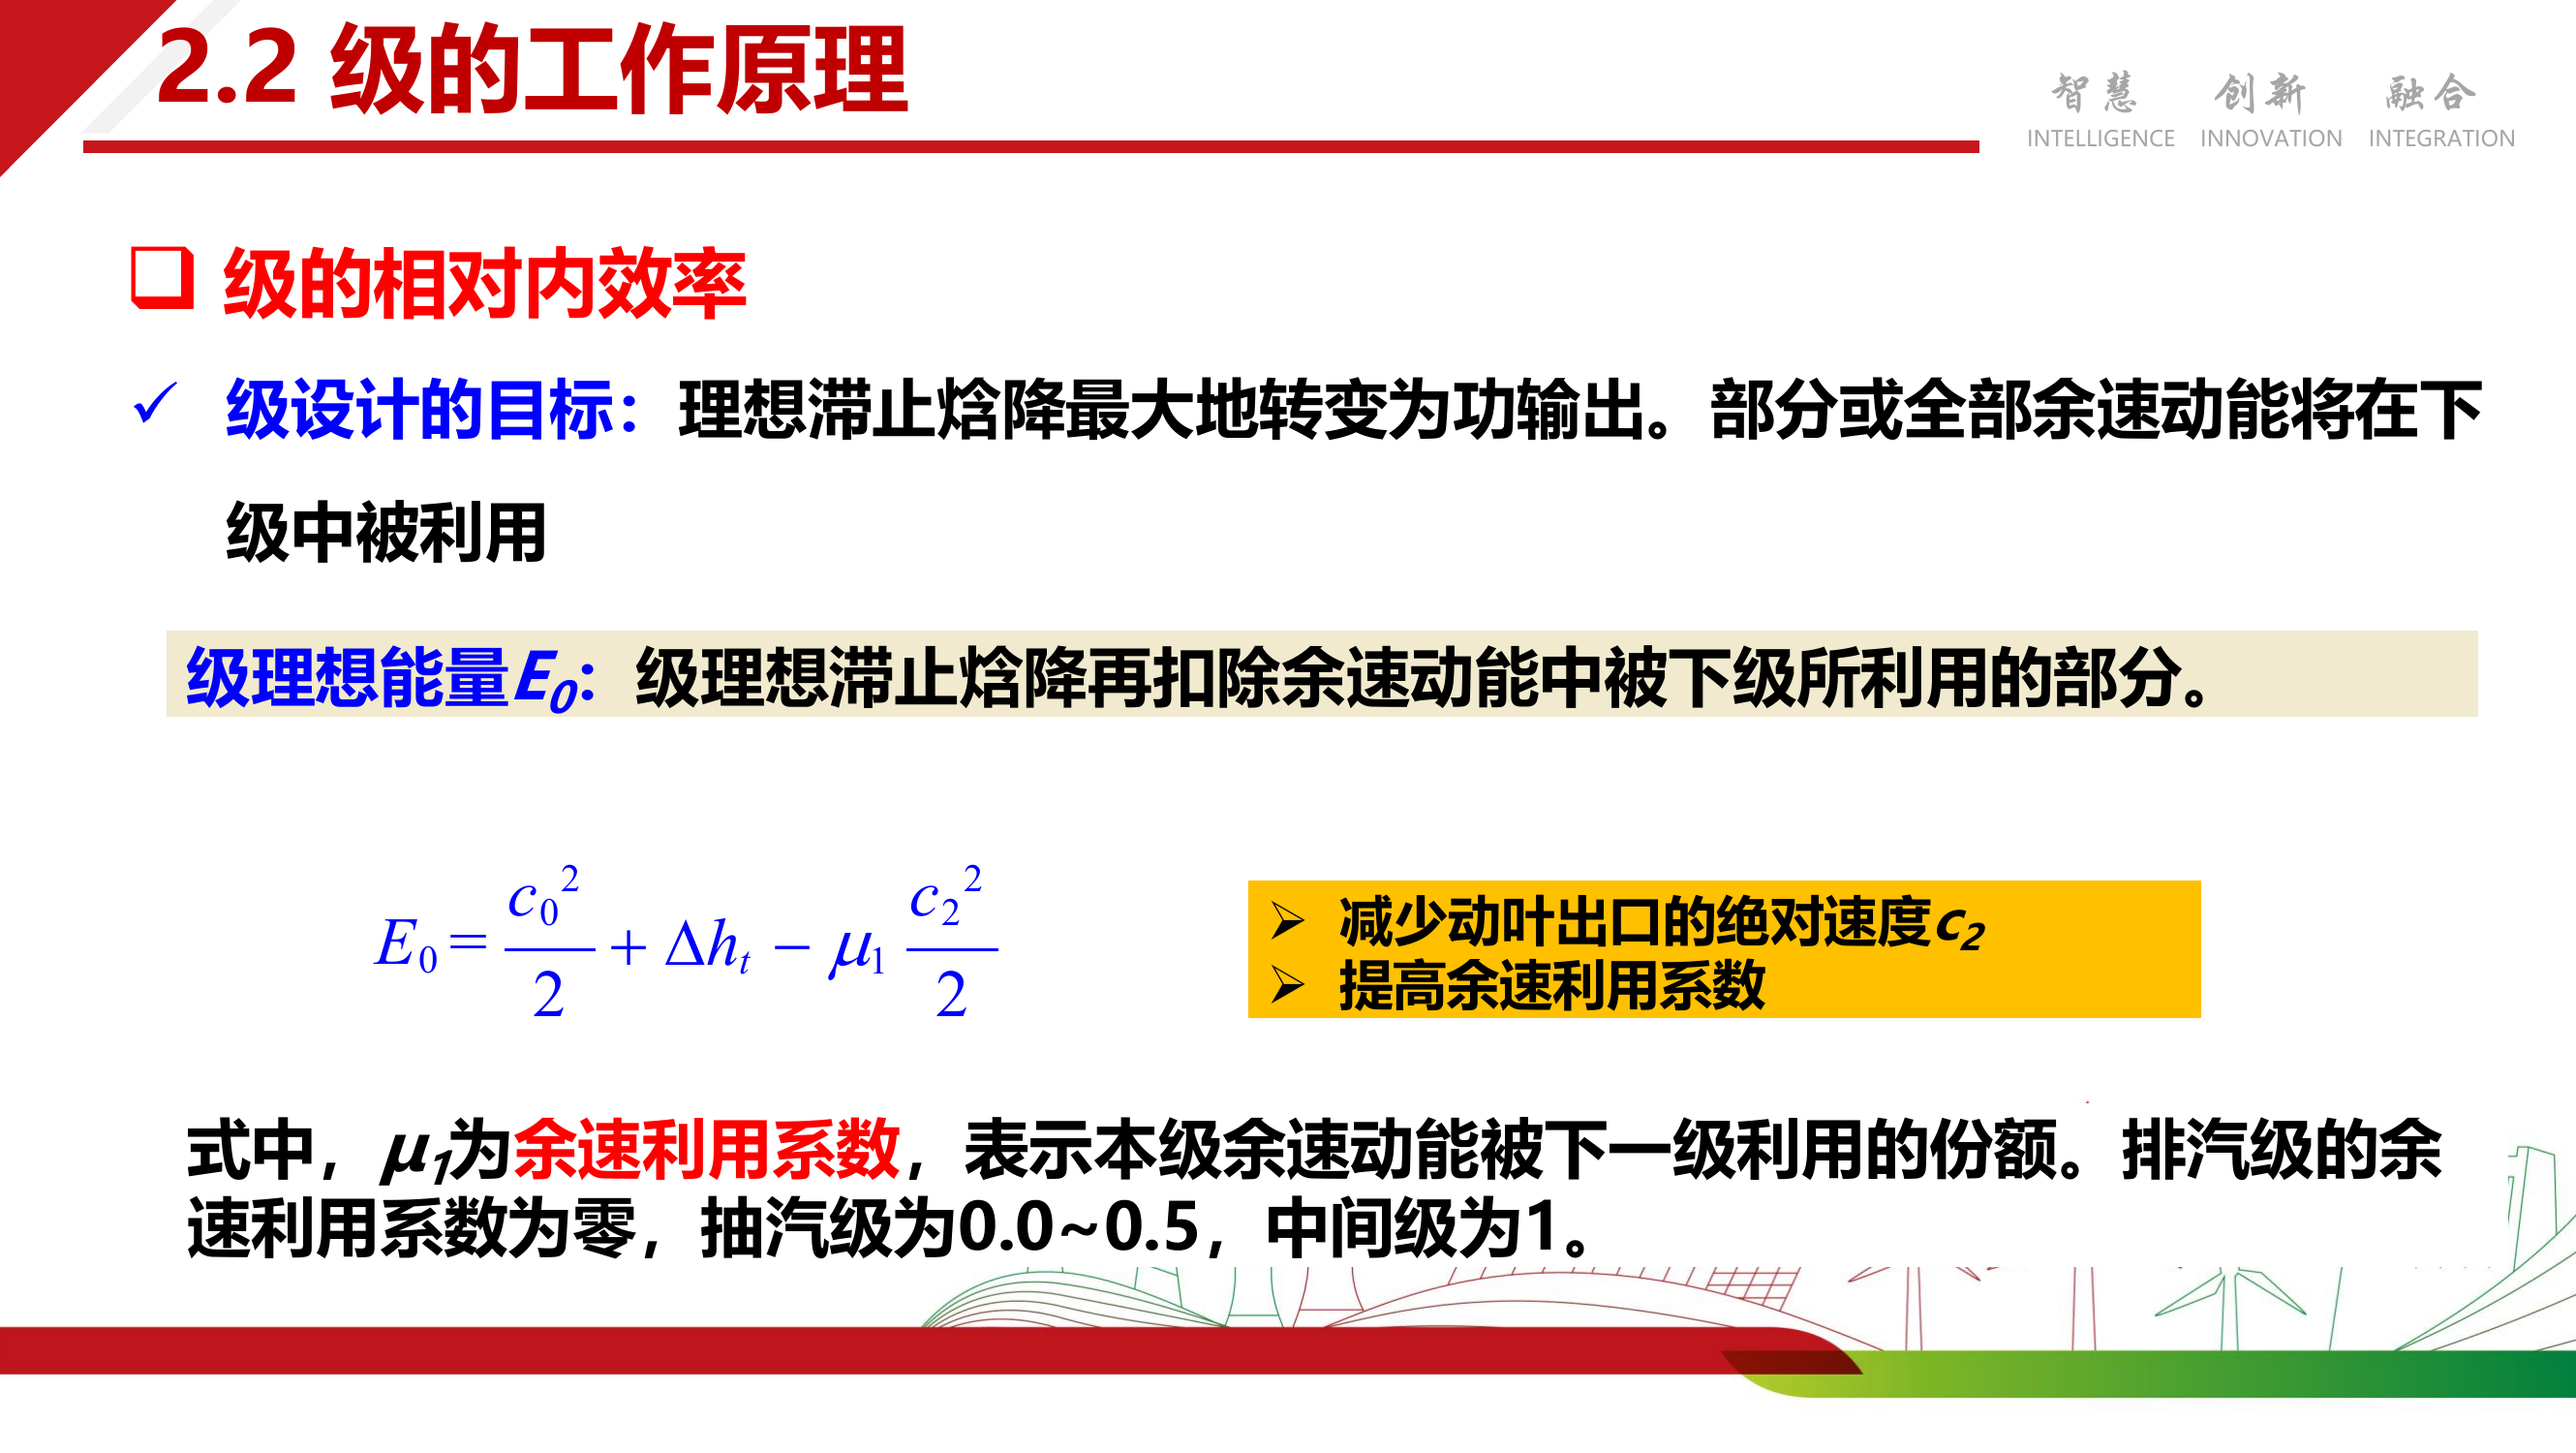 2.2 级的工作原理
智慧 创新 融合
INTELLIGENCE INNOVATION INTEGRATION
级的相对内效率
级设计的目标：理想滞止焓降最大地转变为功输出。部分或全部余速动能将在下
级中被利用
级理想能量E₀：级理想滞止焓降再扣除余速动能中被下级所利用的部分。
E₀ = c₀²/2 + Δhₜ − μ₁ c₂²/2
减少动叶出口的绝对速度c₂
提高余速利用系数
式中，μ₁为余速利用系数，表示本级余速动能被下一级利用的份额。排汽级的余
速利用系数为零，抽汽级为0.0~0.5，中间级为1。